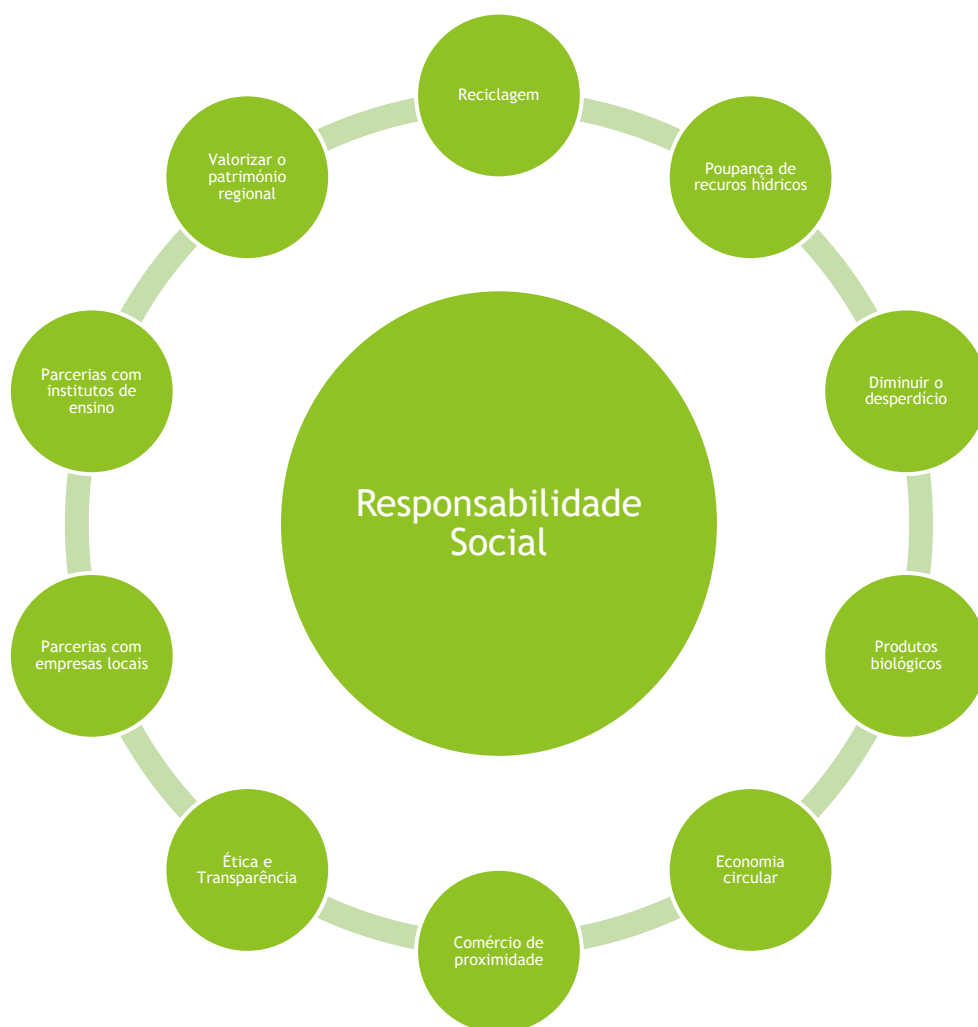 Reciclagem
Poupança de
recuros hídricos
Diminuir o
desperdício
Produtos
biológicos
Economia
circular
Comércio de
proximidade
Ética e
Transparência
Parcerias com
empresas locais
Parcerias com
institutos de
ensino
Valorizar o
património
regional
Responsabilidade
Social